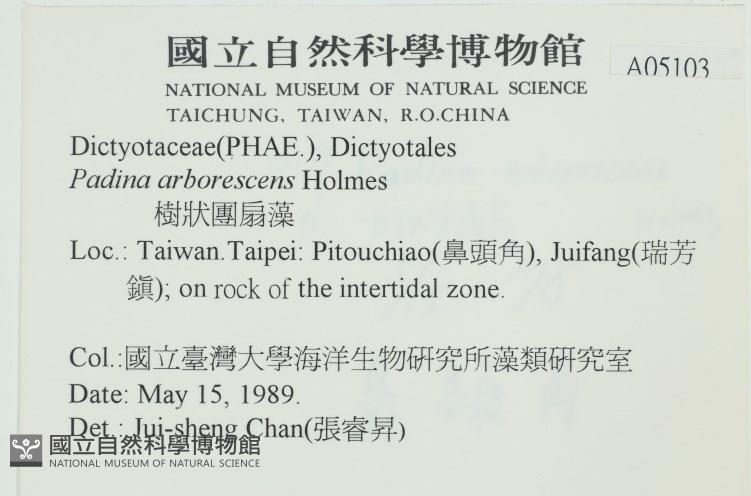 國立自然科學博物館
A05103
NATIONAL MUSEUM OF NATURAL SCIENCE
TAICHUNG, TAIWAN, R.O.CHINA
Dictyotaceae(PHAE.), Dictyotales
Padina arborescens Holmes
樹狀團扇藻
Loc.: Taiwan.Taipei: Pitouchiao(鼻頭角), Juifang(瑞芳
鎭); on rock of the intertidal zone.
Col.:國立臺灣大學海洋生物研究所藻類研究室
Date: May 15, 1989.
Det.: Jui-sheng Chan(張睿昇)
國立自然科學博物館
NATIONAL MUSEUM OF NATURAL SCIENCE